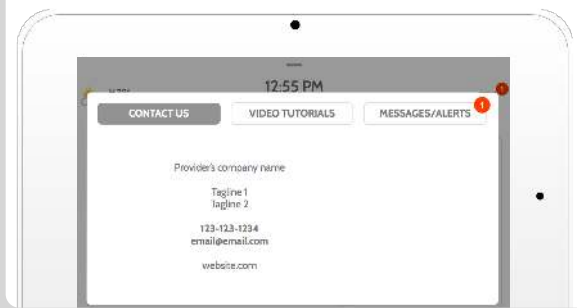 12:55 PM
1
CONTACT US
VIDEO TUTORIALS
MESSAGES/ALERTS
1
Provider's company name
Tagline 1
Tagline 2
123-123-1234
email@email.com
website.com